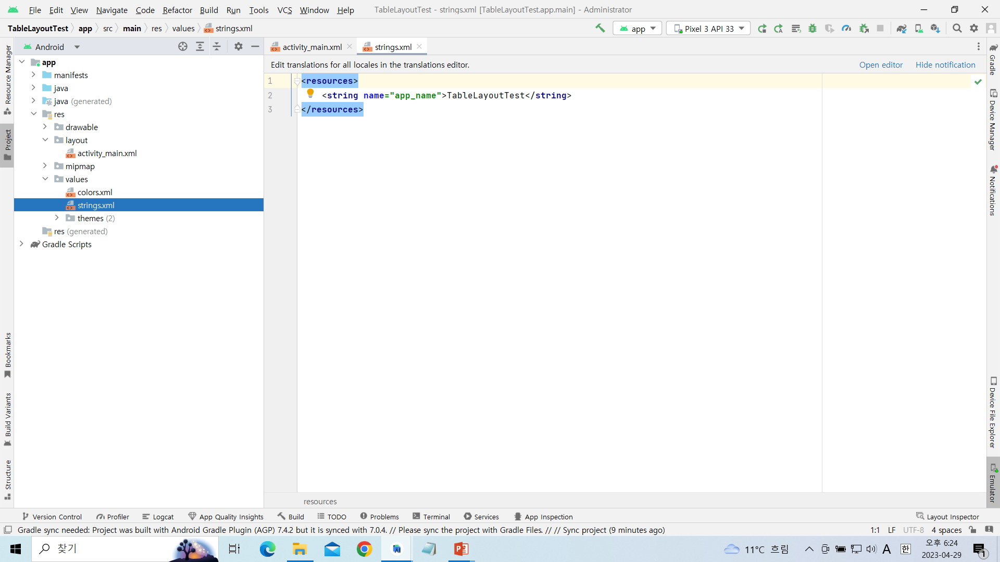 File Edit View Navigate Code Refactor Build Run Tools VCS Window Help TableLayoutTest - strings.xml [TableLayoutTest.app.main] - Administrator
TableLayoutTest app src main res values strings.xml app Pixel 3 API 33
Android
activity_main.xml strings.xml
Edit translations for all locales in the translations editor. Open editor Hide notification
app
manifests
java
java (generated)
res
drawable
layout
activity_main.xml
mipmap
values
colors.xml
strings.xml
themes (2)
res (generated)
Gradle Scripts
1 <resources>
2 <string name="app_name">TableLayoutTest</string>
3 </resources>
resources
Resource Manager
Project
Bookmarks
Build Variants
Structure
Gradle
Device Manager
Notifications
Device File Explorer
Emulator
Version Control Profiler Logcat App Quality Insights Build TODO Problems Terminal Services App Inspection Layout Inspector
Gradle sync needed: Project was built with Android Gradle Plugin (AGP) 7.4.2 but it is synced with 7.0.4. // Please sync the project with Gradle Files. // // Sync project (9 minutes ago) 1:1 LF UTF-8 4 spaces
찾기 11°C 흐림 A 한 오후 6:24
2023-04-29 1